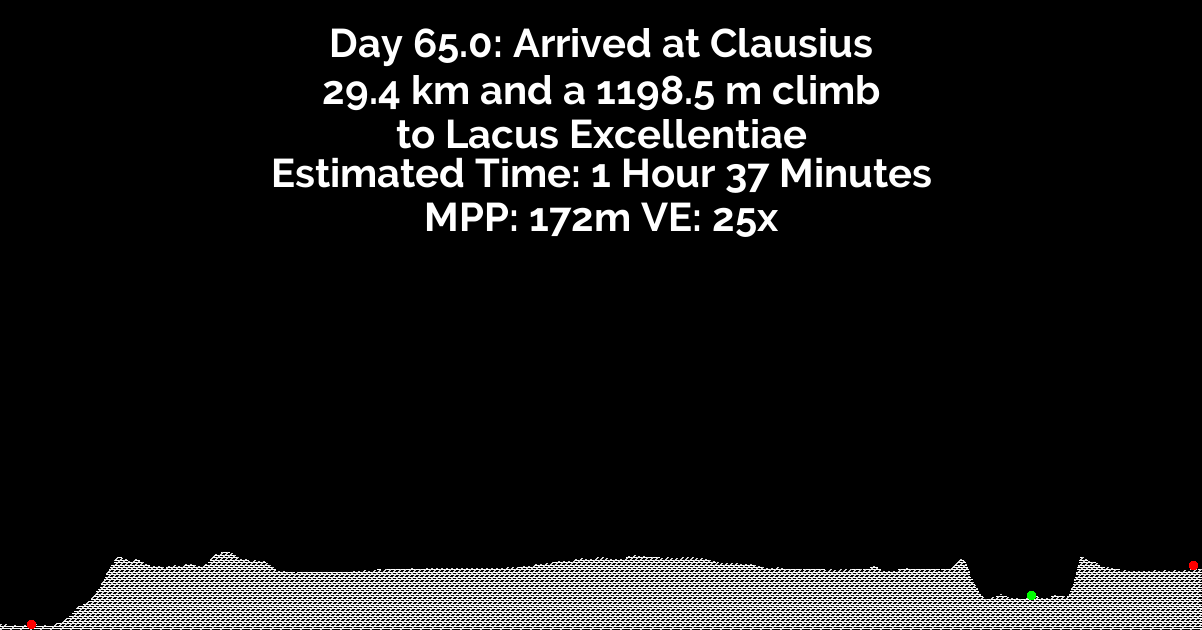 Day 65.0: Arrived at Clausius
29.4 km and a 1198.5 m climb
to Lacus Excellentiae
Estimated Time: 1 Hour 37 Minutes
MPP: 172m VE: 25x